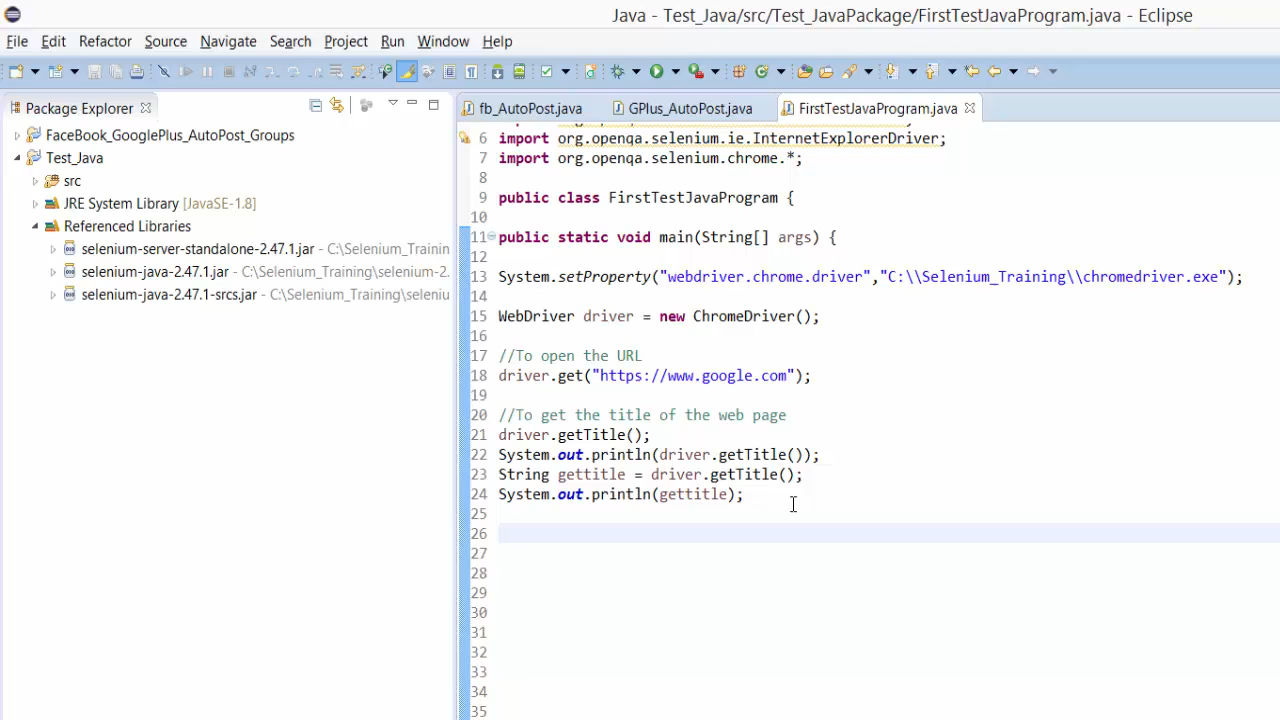 Java - Test_Java/src/Test_JavaPackage/FirstTestJavaProgram.java - Eclipse
File Edit Refactor Source Navigate Search Project Run Window Help
Package Explorer
FaceBook_GooglePlus_AutoPost_Groups
Test_Java
src
JRE System Library [JavaSE-1.8]
Referenced Libraries
selenium-server-standalone-2.47.1.jar - C:\Selenium_Trainin
selenium-java-2.47.1.jar - C:\Selenium_Training\selenium-2.
selenium-java-2.47.1-srcs.jar - C:\Selenium_Training\seleniu
fb_AutoPost.java GPlus_AutoPost.java FirstTestJavaProgram.java
6 import org.openqa.selenium.ie.InternetExplorerDriver;
7 import org.openqa.selenium.chrome.*;
8
9 public class FirstTestJavaProgram {
10
11 public static void main(String[] args) {
12
13 System.setProperty("webdriver.chrome.driver","C:\\Selenium_Training\\chromedriver.exe");
14
15 WebDriver driver = new ChromeDriver();
16
17 //To open the URL
18 driver.get("https://www.google.com");
19
20 //To get the title of the web page
21 driver.getTitle();
22 System.out.println(driver.getTitle());
23 String gettitle = driver.getTitle();
24 System.out.println(gettitle);
25
26
27
28
29
30
31
32
33
34
35